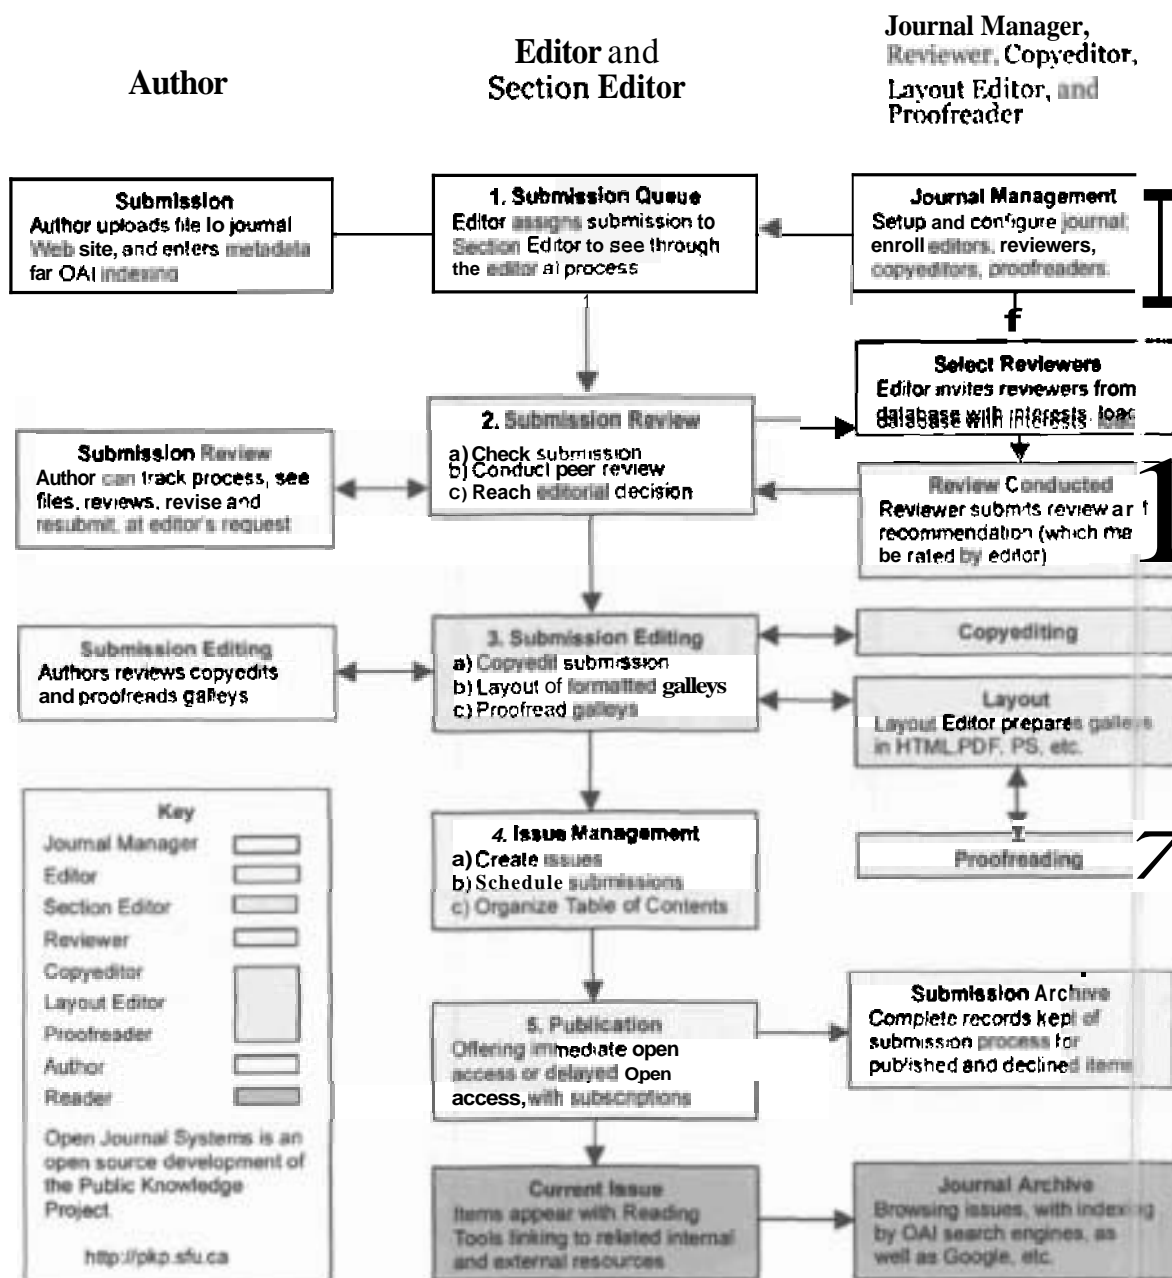 Author
Editor and
Section Editor
Journal Manager,
Reviewer, Copyeditor,
Layout Editor, and
Proofreader
Submission
Author uploads file lo journal
Web site, and enters metadata
far OAI indexing
1. Submission Queue
Editor assigns submission to
Section Editor to see through
the editor al process
Journal Management
Setup and configure journal;
enroll editors, reviewers,
copyeditors, proofreaders.
f
Select Reviewers
Editor invites reviewers from
database with interests, load
database with interests
2. Submission Review
a) Check submission
b) Conduct peer review
c) Reach editorial decision
Submission Review
Author can track process, see
files, reviews, revise and
resubmit, at editor's request
Review Conducted
Reviewer submits review ar f
recommendation (which ma
be rated by editor)
1
Submission Editing
Authors reviews copyedits
and proofreads galleys
3. Submission Editing
a) Copyedit submission
b) Layout of formatted galleys
c) Proofread galleys
Copyediting
Layout
Layout Editor prepares galleys
in HTML.PDF, PS, etc.
Proofreading
7
4. Issue Management
a) Create issues
b) Schedule submissions
c) Organize Table of Contents
Key
Journal Manager
Editor
Section Editor
Reviewer
Copyeditor
Layout Editor
Proofreader
Author
Reader
Open Journal Systems is an
open source development of
the Public Knowledge
Project.
http://pkp.sfu.ca
5. Publication
Offering immediate open
access or delayed Open
access, with subscriptions
Submission Archive
Complete records kept of
submission process for
published and declined items
Current Issue
Items appear with Reading
Tools linking to related internal
and external resources
Journal Archive
Browsing issues, with indexing
by OAI search engines, as
well as Google, etc.